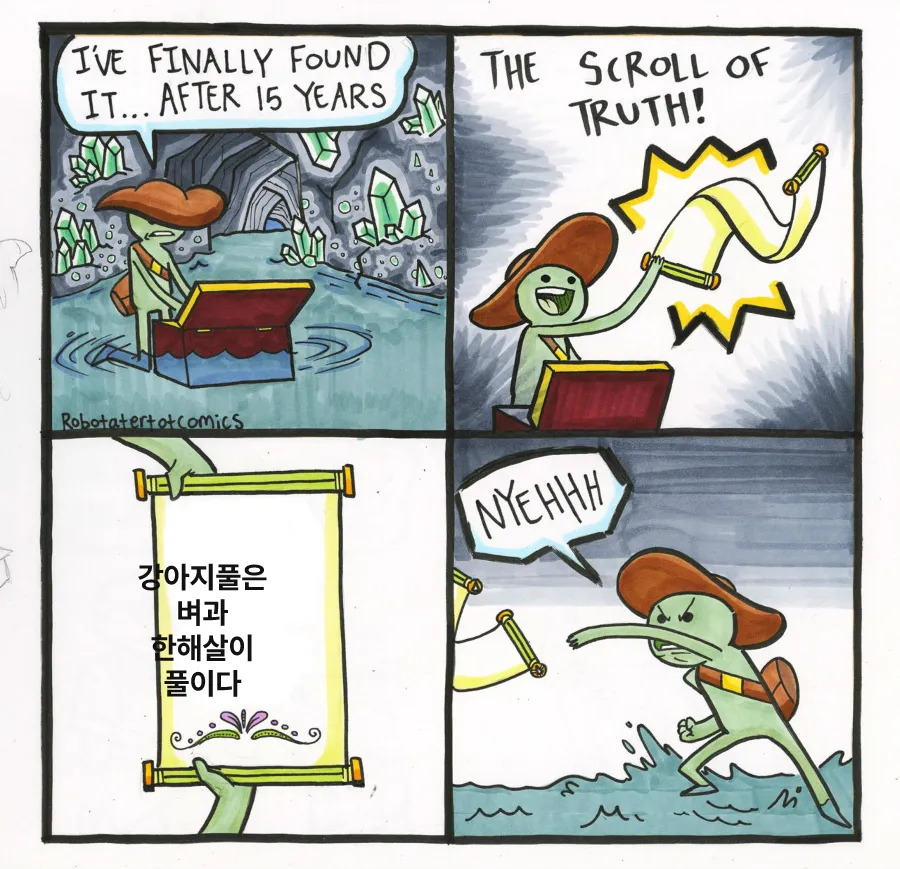 I'VE FINALLY FOUND
IT... AFTER 15 YEARS
THE SCROLL OF
TRUTH!
Robotatertotcomics
강아지풀은
벼과
한해살이
풀이다
NYEHHH